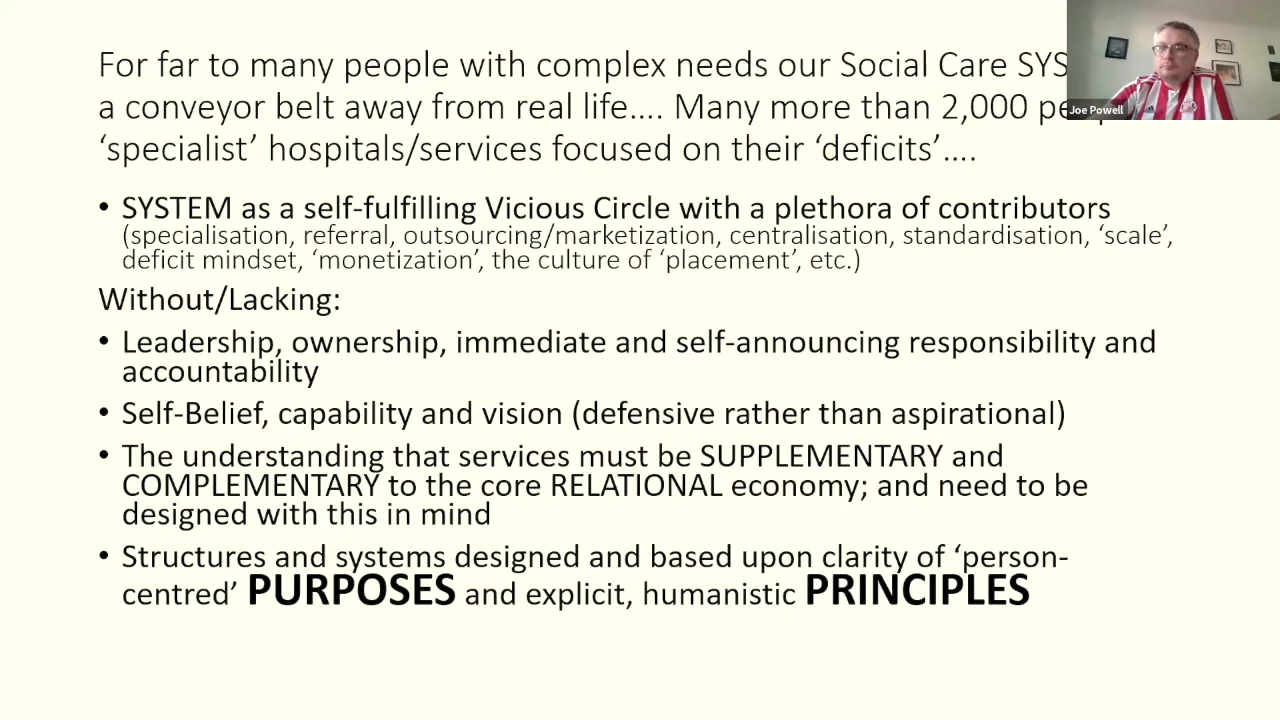 For far to many people with complex needs our Social Care SYS
a conveyor belt away from real life…. Many more than 2,000
‘specialist’ hospitals/services focused on their ‘deficits’….
Joe Powell
• SYSTEM as a self-fulfilling Vicious Circle with a plethora of contributors
(specialisation, referral, outsourcing/marketization, centralisation, standardisation, ‘scale’,
deficit mindset, ‘monetization’, the culture of ‘placement’, etc.)
Without/Lacking:
• Leadership, ownership, immediate and self-announcing responsibility and
accountability
• Self-Belief, capability and vision (defensive rather than aspirational)
• The understanding that services must be SUPPLEMENTARY and
COMPLEMENTARY to the core RELATIONAL economy; and need to be
designed with this in mind
• Structures and systems designed and based upon clarity of ‘person-
centred’ PURPOSES and explicit, humanistic PRINCIPLES